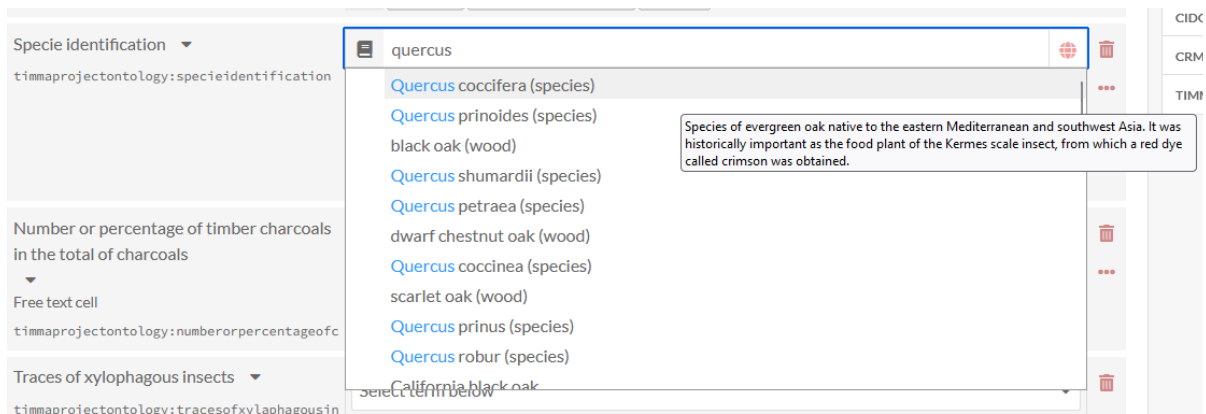 CIDC
Specie identification
timmaprojectontology:specieidentification
quercus
CRM
TIMM
Quercus coccifera (species)
Quercus prinoides (species)
black oak (wood)
Quercus shumardii (species)
Quercus petraea (species)
dwarf chestnut oak (wood)
Quercus coccinea (species)
scarlet oak (wood)
Quercus prinus (species)
Quercus robur (species)
California black oak
Species of evergreen oak native to the eastern Mediterranean and southwest Asia. It was
historically important as the food plant of the Kermes scale insect, from which a red dye
called crimson was obtained.
Number or percentage of timber charcoals
in the total of charcoals
Free text cell
timmaprojectontology:numberorpercentageofc
Traces of xylophagous insects
Select term below
timmaprojectontology:tracesofxylaphagousin